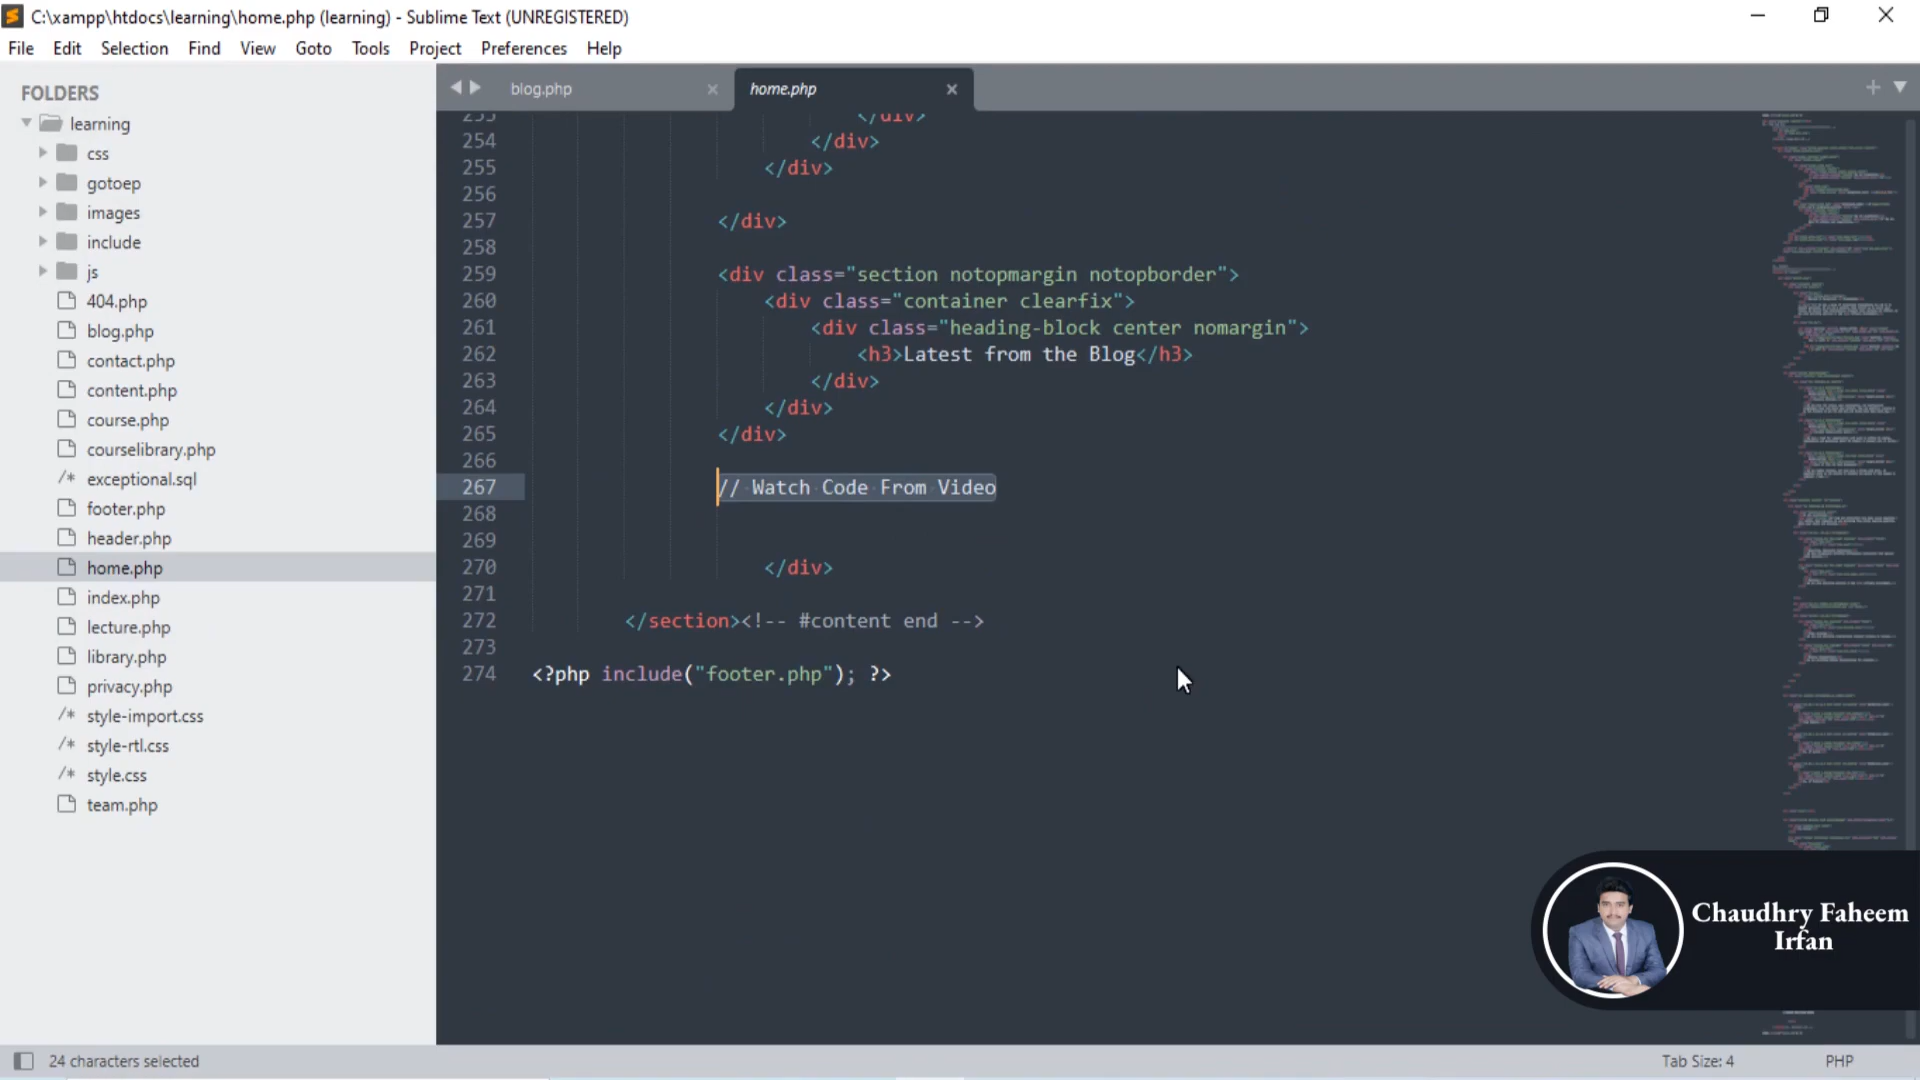 C:\xampp\htdocs\learning\home.php (learning) - Sublime Text (UNREGISTERED)
File Edit Selection Find View Goto Tools Project Preferences Help
FOLDERS
learning
css
gotoep
images
include
js
404.php
blog.php
contact.php
content.php
course.php
courselibrary.php
/* exceptional.sql
footer.php
header.php
home.php
index.php
lecture.php
library.php
privacy.php
/* style-import.css
/* style-rtl.css
/* style.css
team.php
blog.php
home.php
253 </div>
254 </div>
255 </div>
256
257 </div>
258
259 <div class="section notopmargin notopborder">
260 <div class="container clearfix">
261 <div class="heading-block center nomargin">
262 <h3>Latest from the Blog</h3>
263 </div>
264 </div>
265 </div>
266
267 // Watch Code From Video
268
269
270 </div>
271
272 </section><!-- #content end -->
273
274 <?php include("footer.php"); ?>
Chaudhry Faheem
Irfan
24 characters selected
Tab Size: 4
PHP